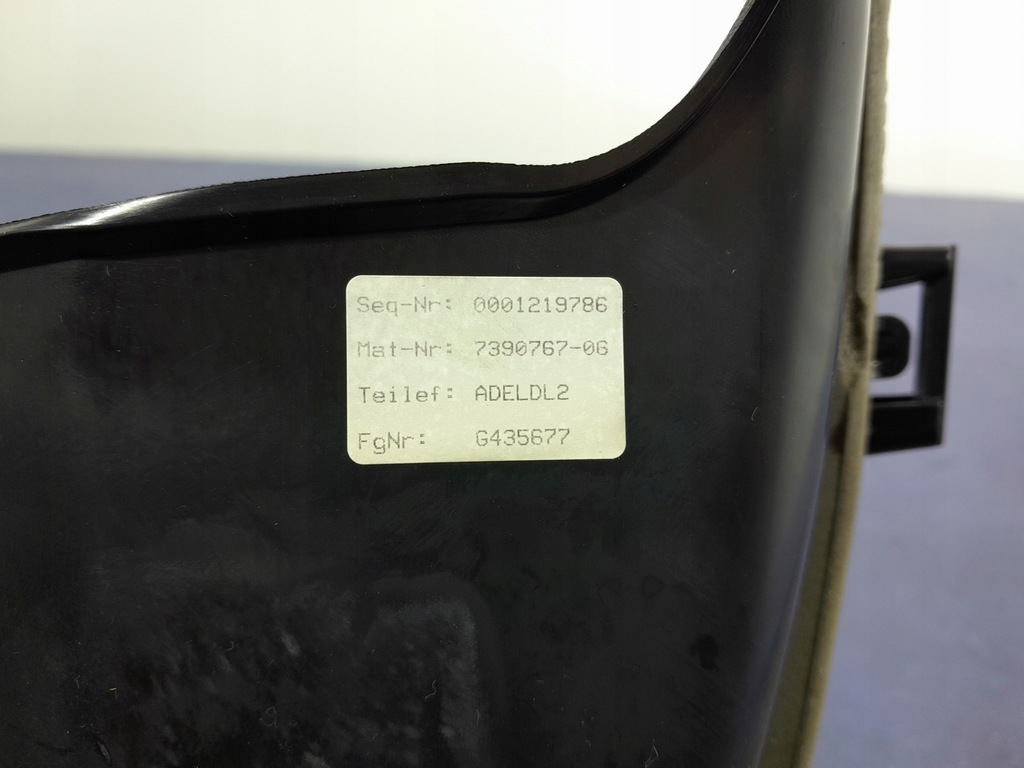 Seq-Nr: 0001219786
Mat-Nr: 7390767-06
Teilef: ADELDL2
FgNr: G435677